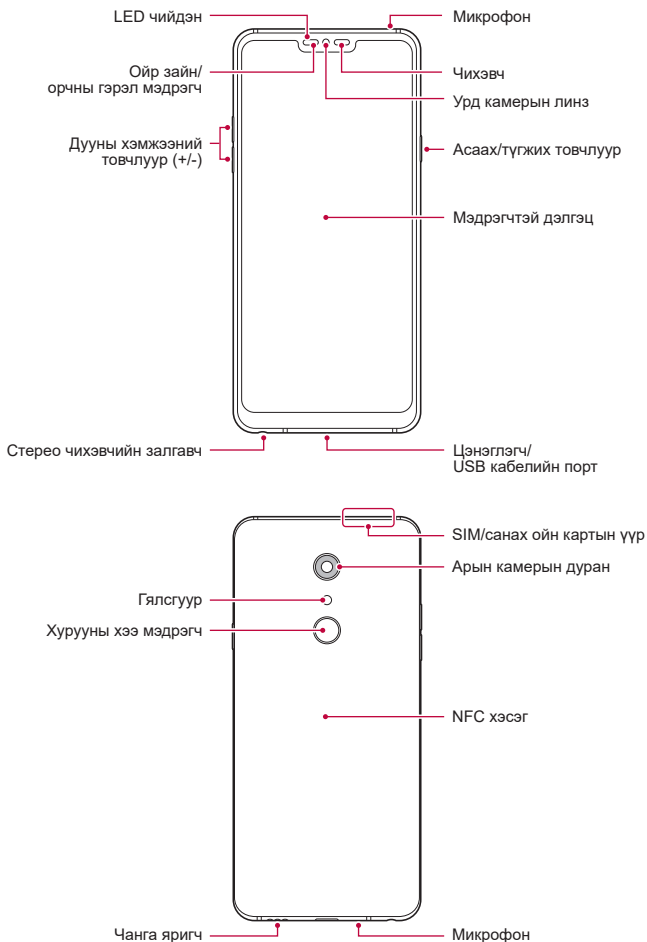 LED чийдэн
Микрофон
Ойр зайн/
орчны гэрэл мэдрэгч
Чихэвч
Урд камерын линз
Дууны хэмжээний
товчлуур (+/-)
Асаах/түгжих товчлуур
Мэдрэгчтэй дэлгэц
Стерео чихэвчийн залгавч
Цэнэглэгч/
USB кабелийн порт
SIM/санах ойн картын үүр
Арын камерын дуран
Гялсгуур
Хурууны хээ мэдрэгч
NFC хэсэг
Чанга яригч
Микрофон